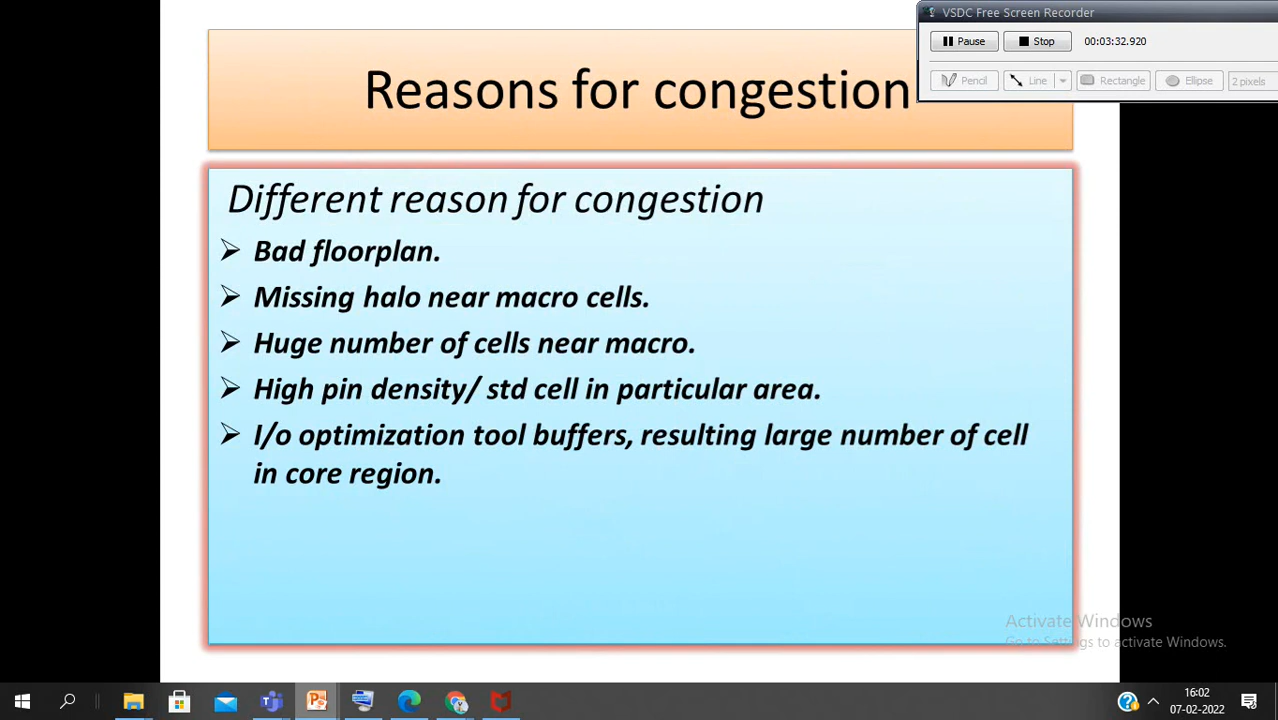 VSDC Free Screen Recorder
Pause Stop 00:03:32.920
Pencil Line Rectangle Ellipse 2 pixels
Reasons for congestion
Different reason for congestion
Bad floorplan.
Missing halo near macro cells.
Huge number of cells near macro.
High pin density/ std cell in particular area.
I/o optimization tool buffers, resulting large number of cell
in core region.
Activate Windows
Go to Settings to activate Windows.
16:02
07-02-2022